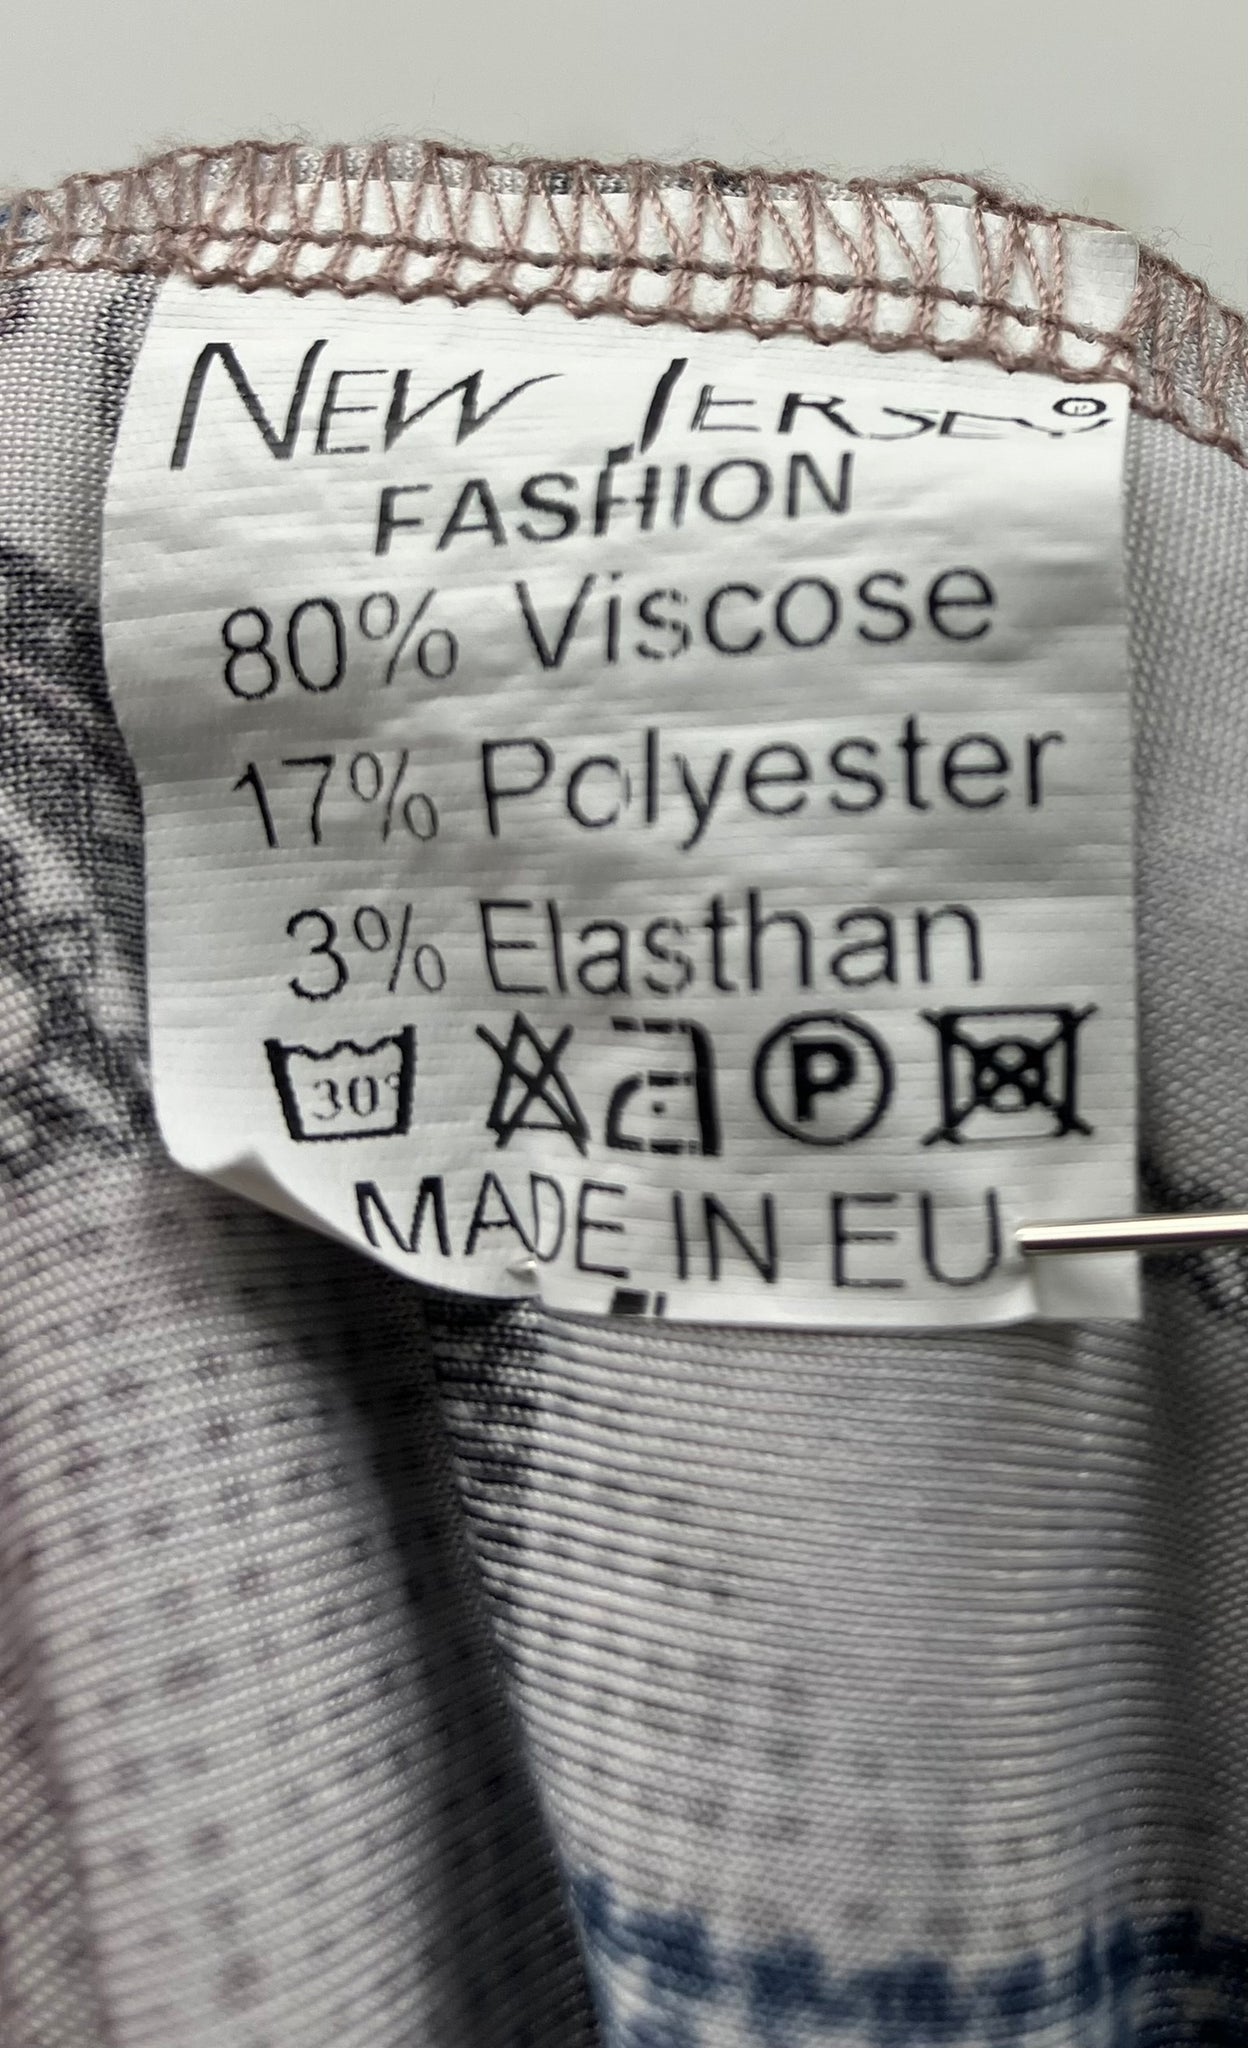 NEW JERSEY ®
FASHION
80% Viscose
17% Polyester
3% Elasthan
30° P
MADE IN EU